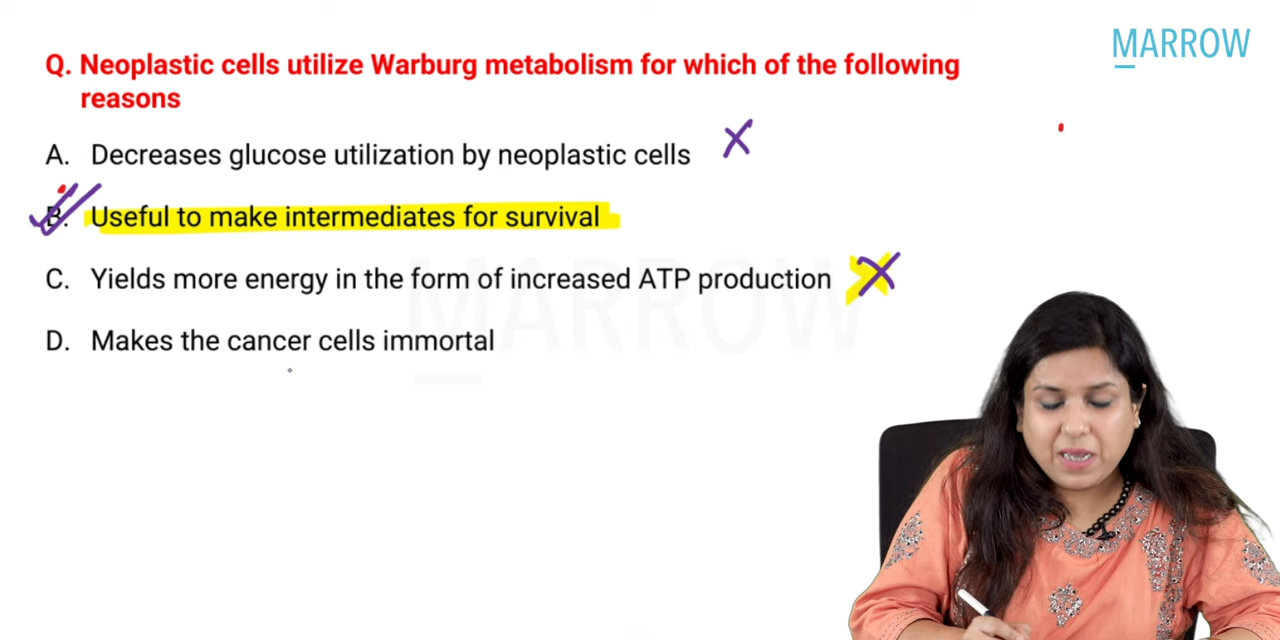 MARROW
Q. Neoplastic cells utilize Warburg metabolism for which of the following
reasons
A. Decreases glucose utilization by neoplastic cells
B. Useful to make intermediates for survival
C. Yields more energy in the form of increased ATP production
D. Makes the cancer cells immortal
MARROW